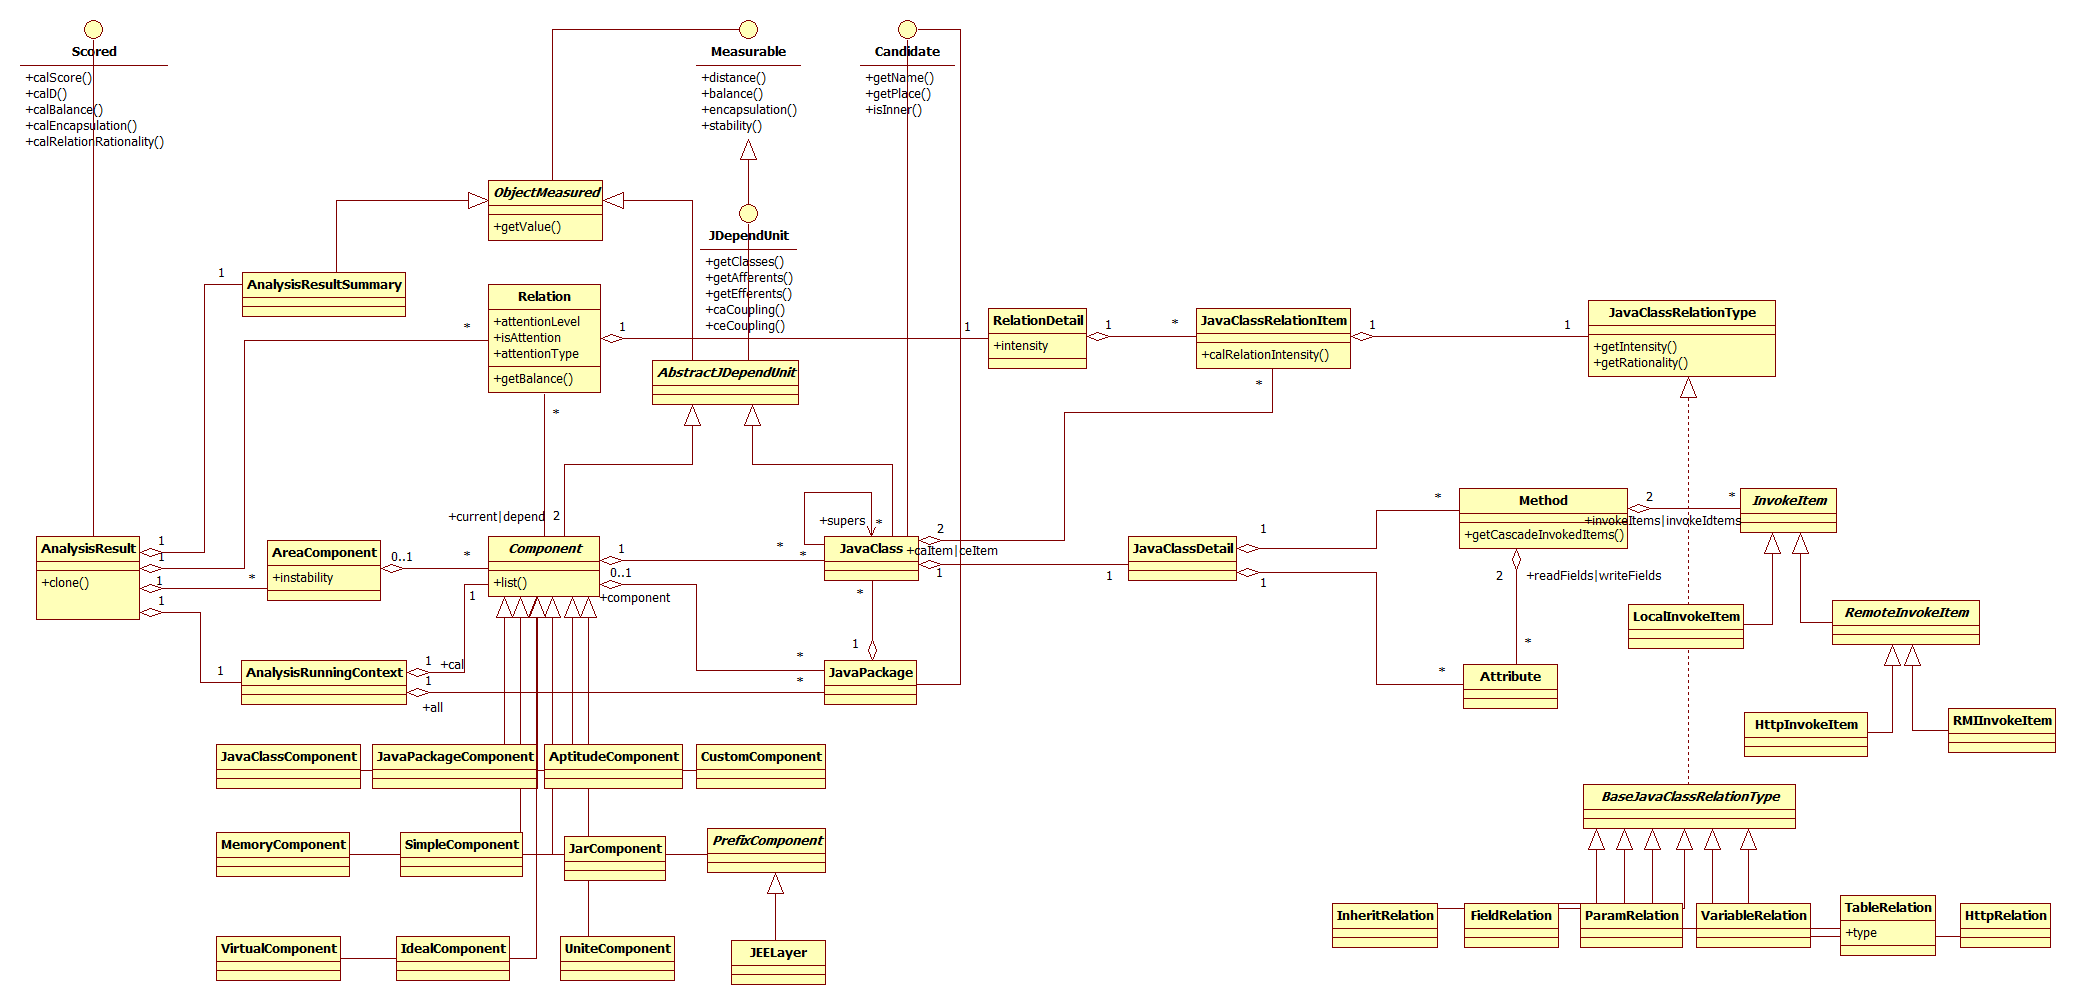 Scored
+calScore()
+calD()
+calBalance()
+calEncapsulation()
+calRelationRationality()
Measurable
+distance()
+balance()
+encapsulation()
+stability()
Candidate
+getName()
+getPlace()
+isInner()
ObjectMeasured
+getValue()
JDependUnit
+getClasses()
+getAfferents()
+getEfferents()
+caCoupling()
+ceCoupling()
1
AnalysisResultSummary
*
Relation
+attentionLevel
+isAttention
+attentionType
+getBalance()
1
*
AbstractJDependUnit
1
RelationDetail
+intensity
1
*
JavaClassRelationItem
+calRelationIntensity()
1
*
1
JavaClassRelationType
+getIntensity()
+getRationality()
+current|depend
2
AnalysisResult
+clone()
1
1
1
1
*
AreaComponent
+instability
0..1
*
Component
+list()
1
*
*
0..1
+component
1
+supers
*
JavaClass
2
+caItem|ceItem
1
*
1
JavaClassDetail
1
1
*
Method
+getCascadeInvokedItems()
2
*
+invokeItems|invokeIdtems
InvokeItem
2
+readFields|writeFields
*
*
Attribute
LocalInvokeItem
RemoteInvokeItem
HttpInvokeItem
RMIInvokeItem
1
AnalysisRunningContext
1
+cal
1
+all
*
*
1
JavaPackage
JavaClassComponent
JavaPackageComponent
AptitudeComponent
CustomComponent
MemoryComponent
SimpleComponent
JarComponent
PrefixComponent
VirtualComponent
IdealComponent
UniteComponent
JEELayer
BaseJavaClassRelationType
InheritRelation
FieldRelation
ParamRelation
VariableRelation
TableRelation
+type
HttpRelation